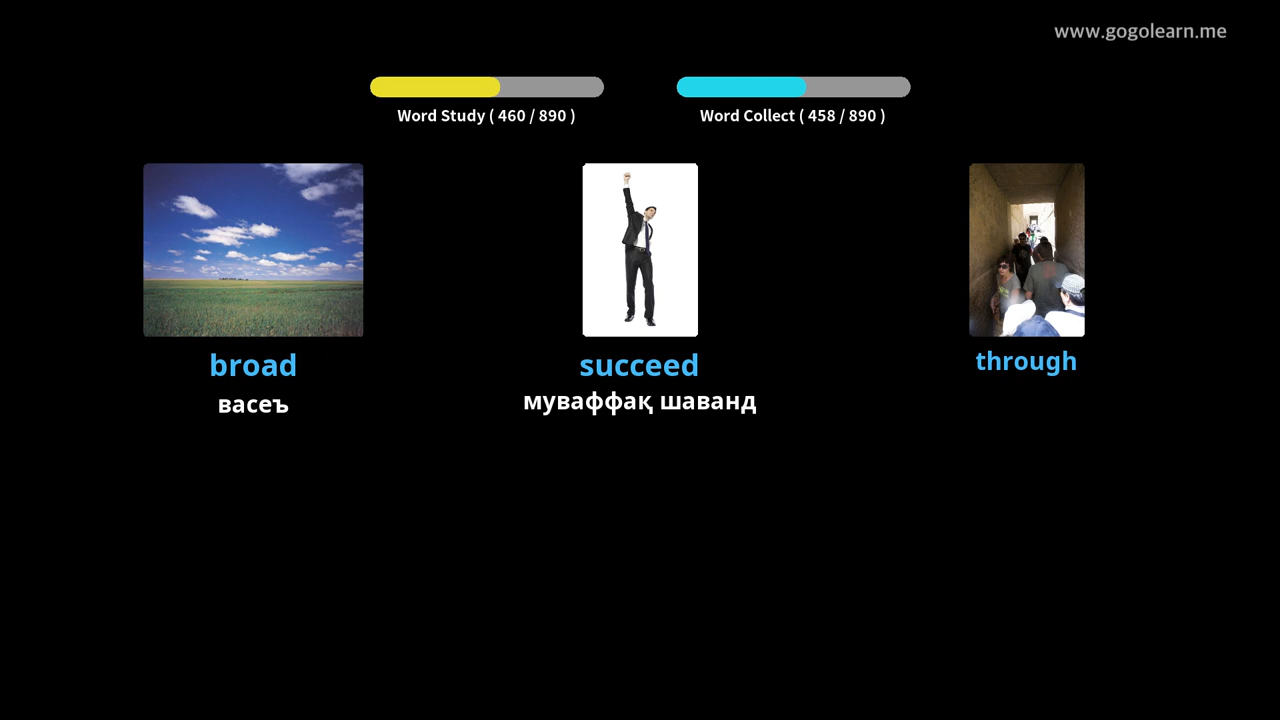 www.gogolearn.me
Word Study ( 460 / 890 )
Word Collect ( 458 / 890 )
broad
succeed
through
васеъ
муваффақ шаванд